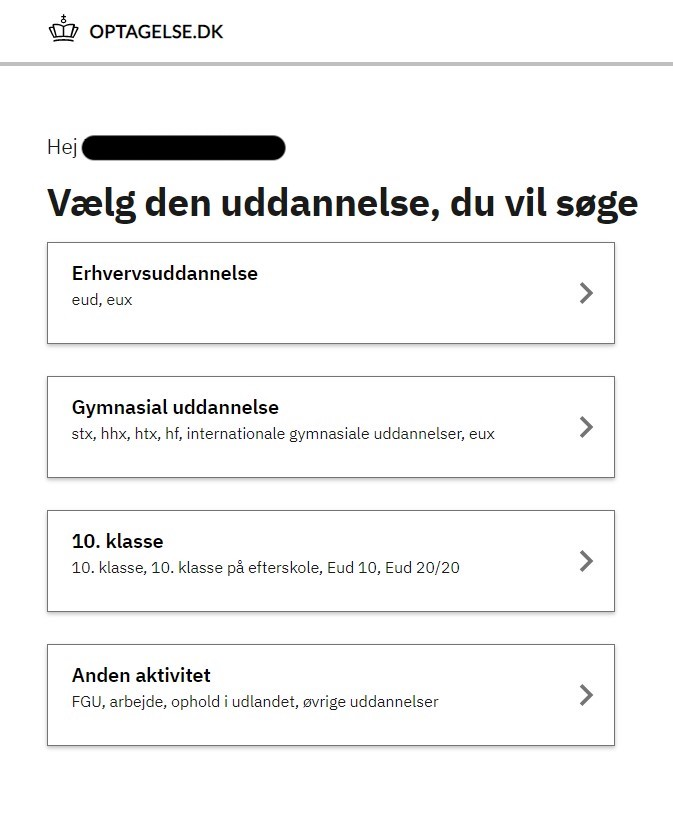 OPTAGELSE.DK
Hej
Vælg den uddannelse, du vil søge
Erhvervsuddannelse
eud, eux
Gymnasial uddannelse
stx, hhx, htx, hf, internationale gymnasiale uddannelser, eux
10. klasse
10. klasse, 10. klasse på efterskole, Eud 10, Eud 20/20
Anden aktivitet
FGU, arbejde, ophold i udlandet, øvrige uddannelser